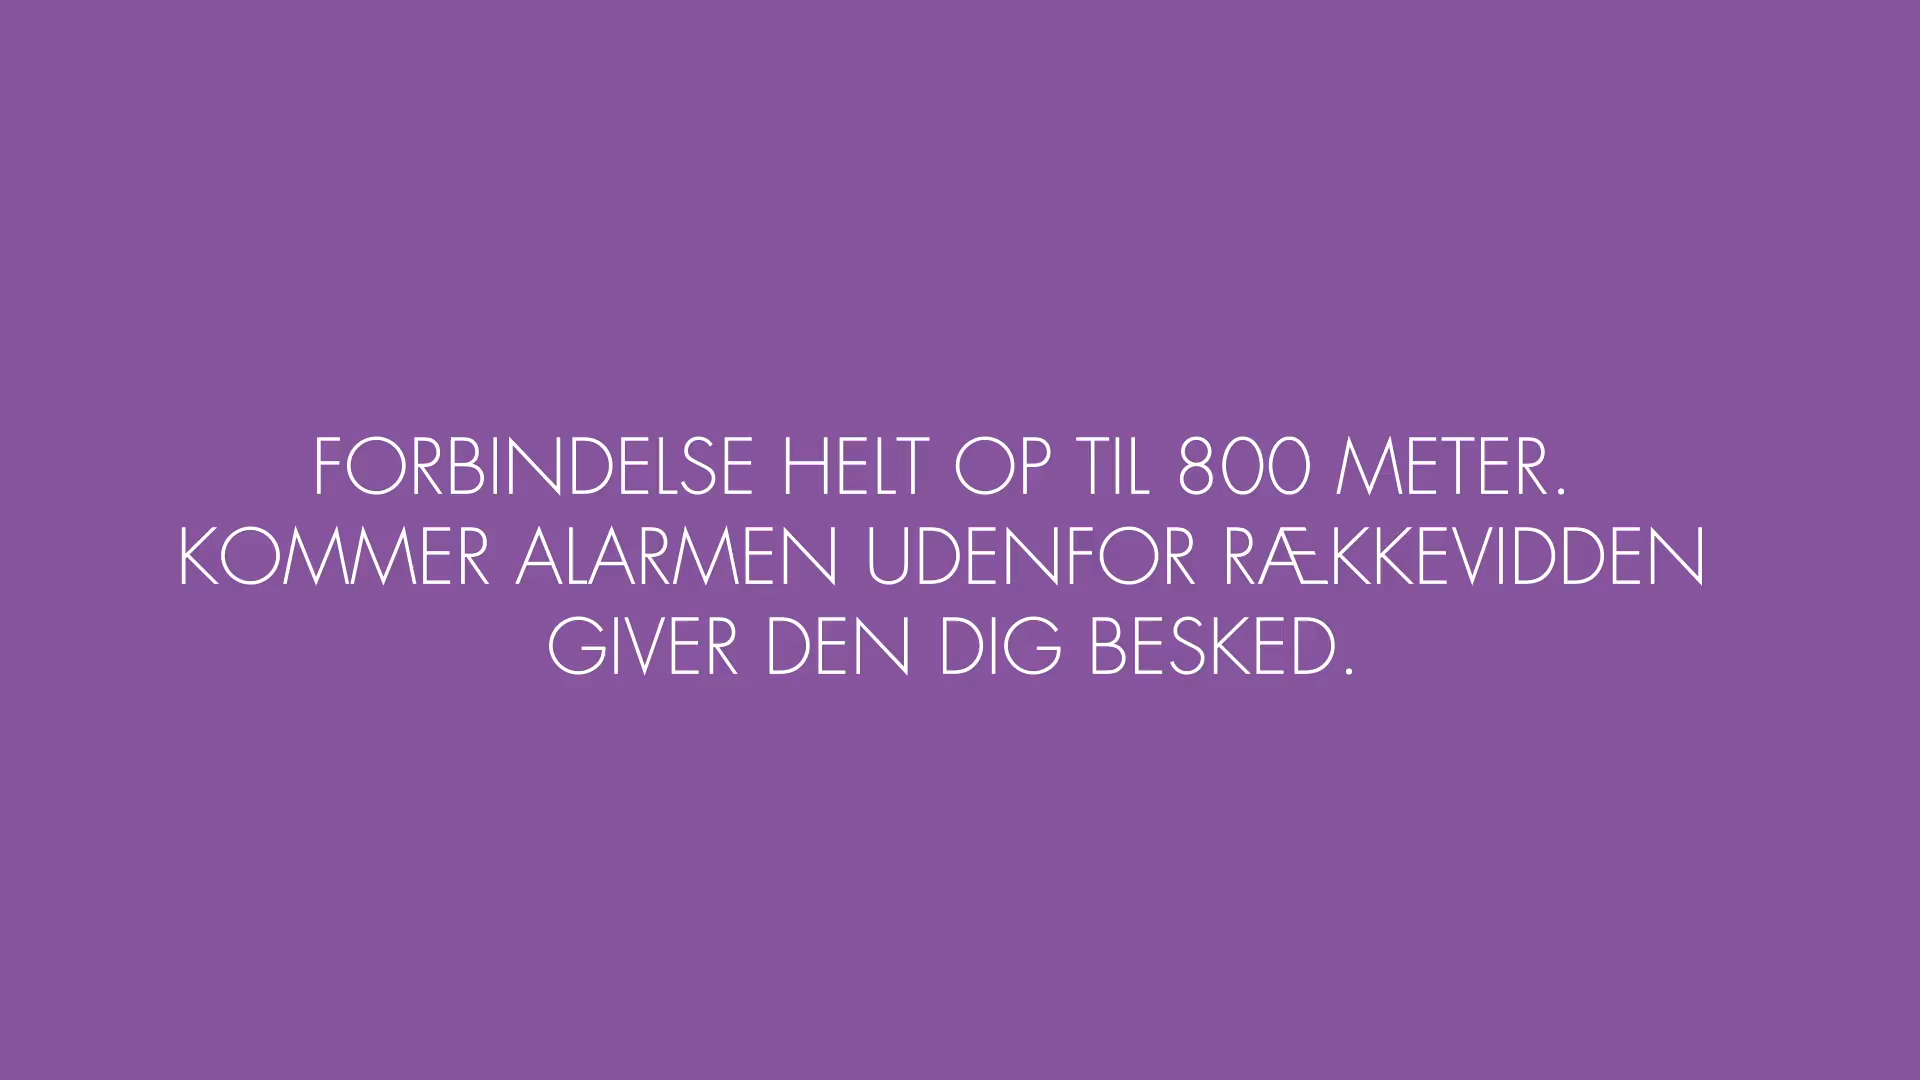 FORBINDELSE HELT OP TIL 800 METER.
KOMMER ALARMEN UDENFOR RÆKKEVIDDEN
GIVER DEN DIG BESKED.